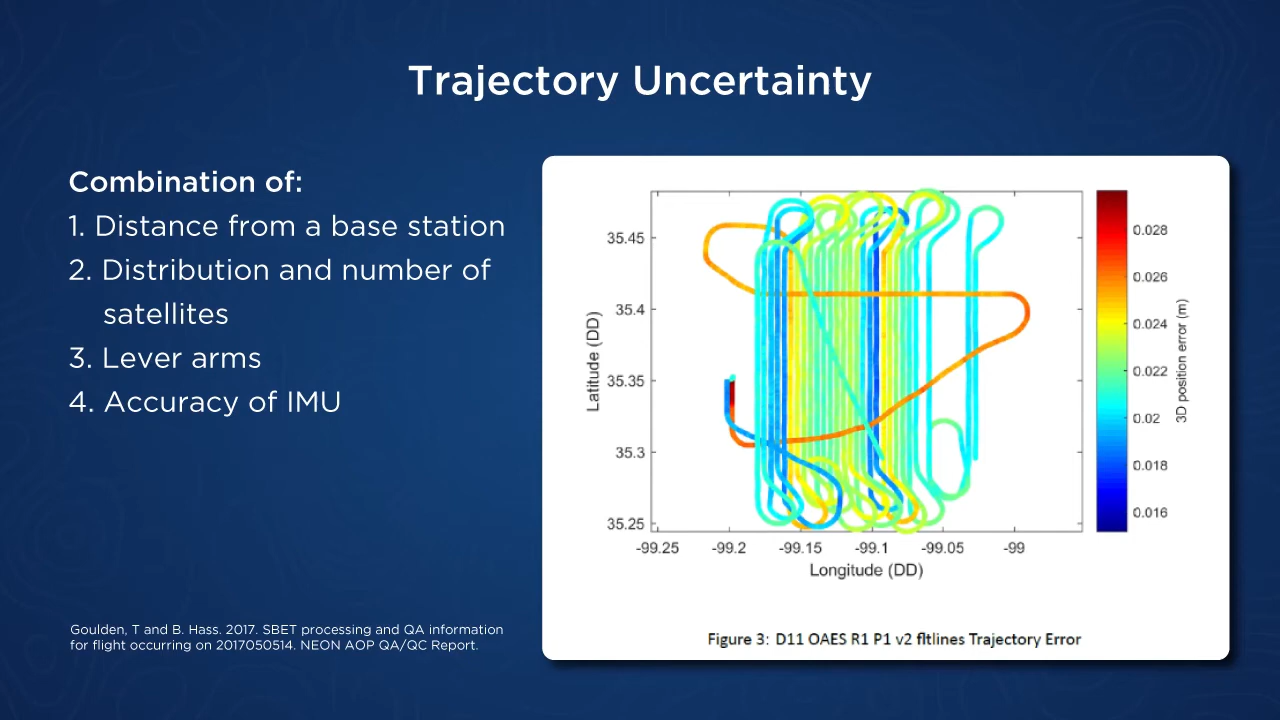 Trajectory Uncertainty
Combination of:
1. Distance from a base station
2. Distribution and number of
satellites
3. Lever arms
4. Accuracy of IMU
Goulden, T and B. Hass. 2017. SBET processing and QA information
for flight occurring on 2017050514. NEON AOP QA/QC Report.
35.45
35.4
35.35
35.3
35.25
Latitude (DD)
-99.25 -99.2 -99.15 -99.1 -99.05 -99
Longitude (DD)
0.028
0.026
0.024
0.022
0.02
0.018
0.016
3D position error (m)
Figure 3: D11 OAES R1 P1 v2 fltlines Trajectory Error